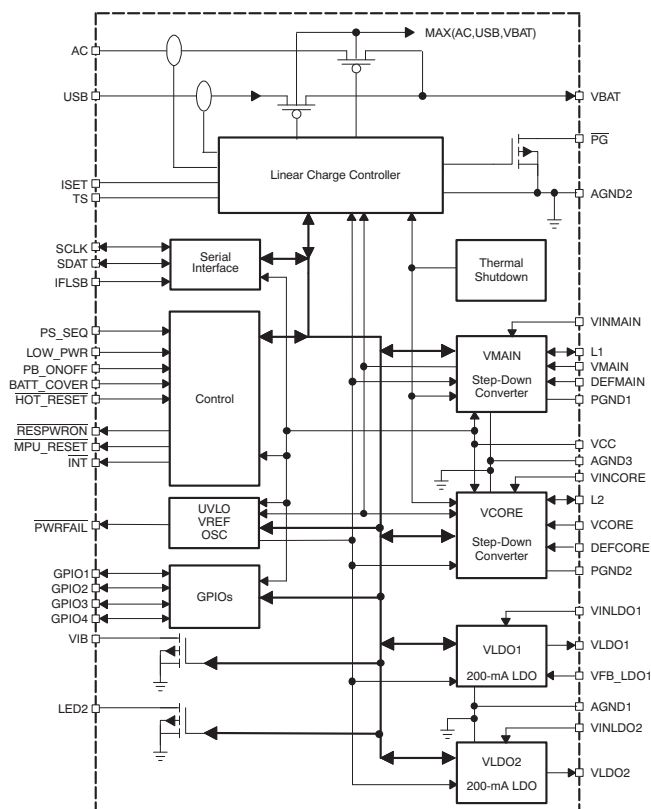 MAX(AC,USB,VBAT)
AC
USB
VBAT
PG
Linear Charge Controller
ISET
TS
AGND2
SCLK
SDAT
IFLSB
Serial
Interface
Thermal
Shutdown
PS_SEQ
LOW_PWR
PB_ONOFF
BATT_COVER
HOT_RESET
RESPWRON
MPU_RESET
INT
Control
VINMAIN
VMAIN
Step-Down
Converter
L1
VMAIN
DEFMAIN
PGND1
VCC
AGND3
VINCORE
PWRFAIL
UVLO
VREF
OSC
VCORE
Step-Down
Converter
L2
VCORE
DEFCORE
PGND2
GPIO1
GPIO2
GPIO3
GPIO4
GPIOs
VIB
VINLDO1
VLDO1
200-mA LDO
VLDO1
VFB_LDO1
LED2
AGND1
VINLDO2
VLDO2
200-mA LDO
VLDO2